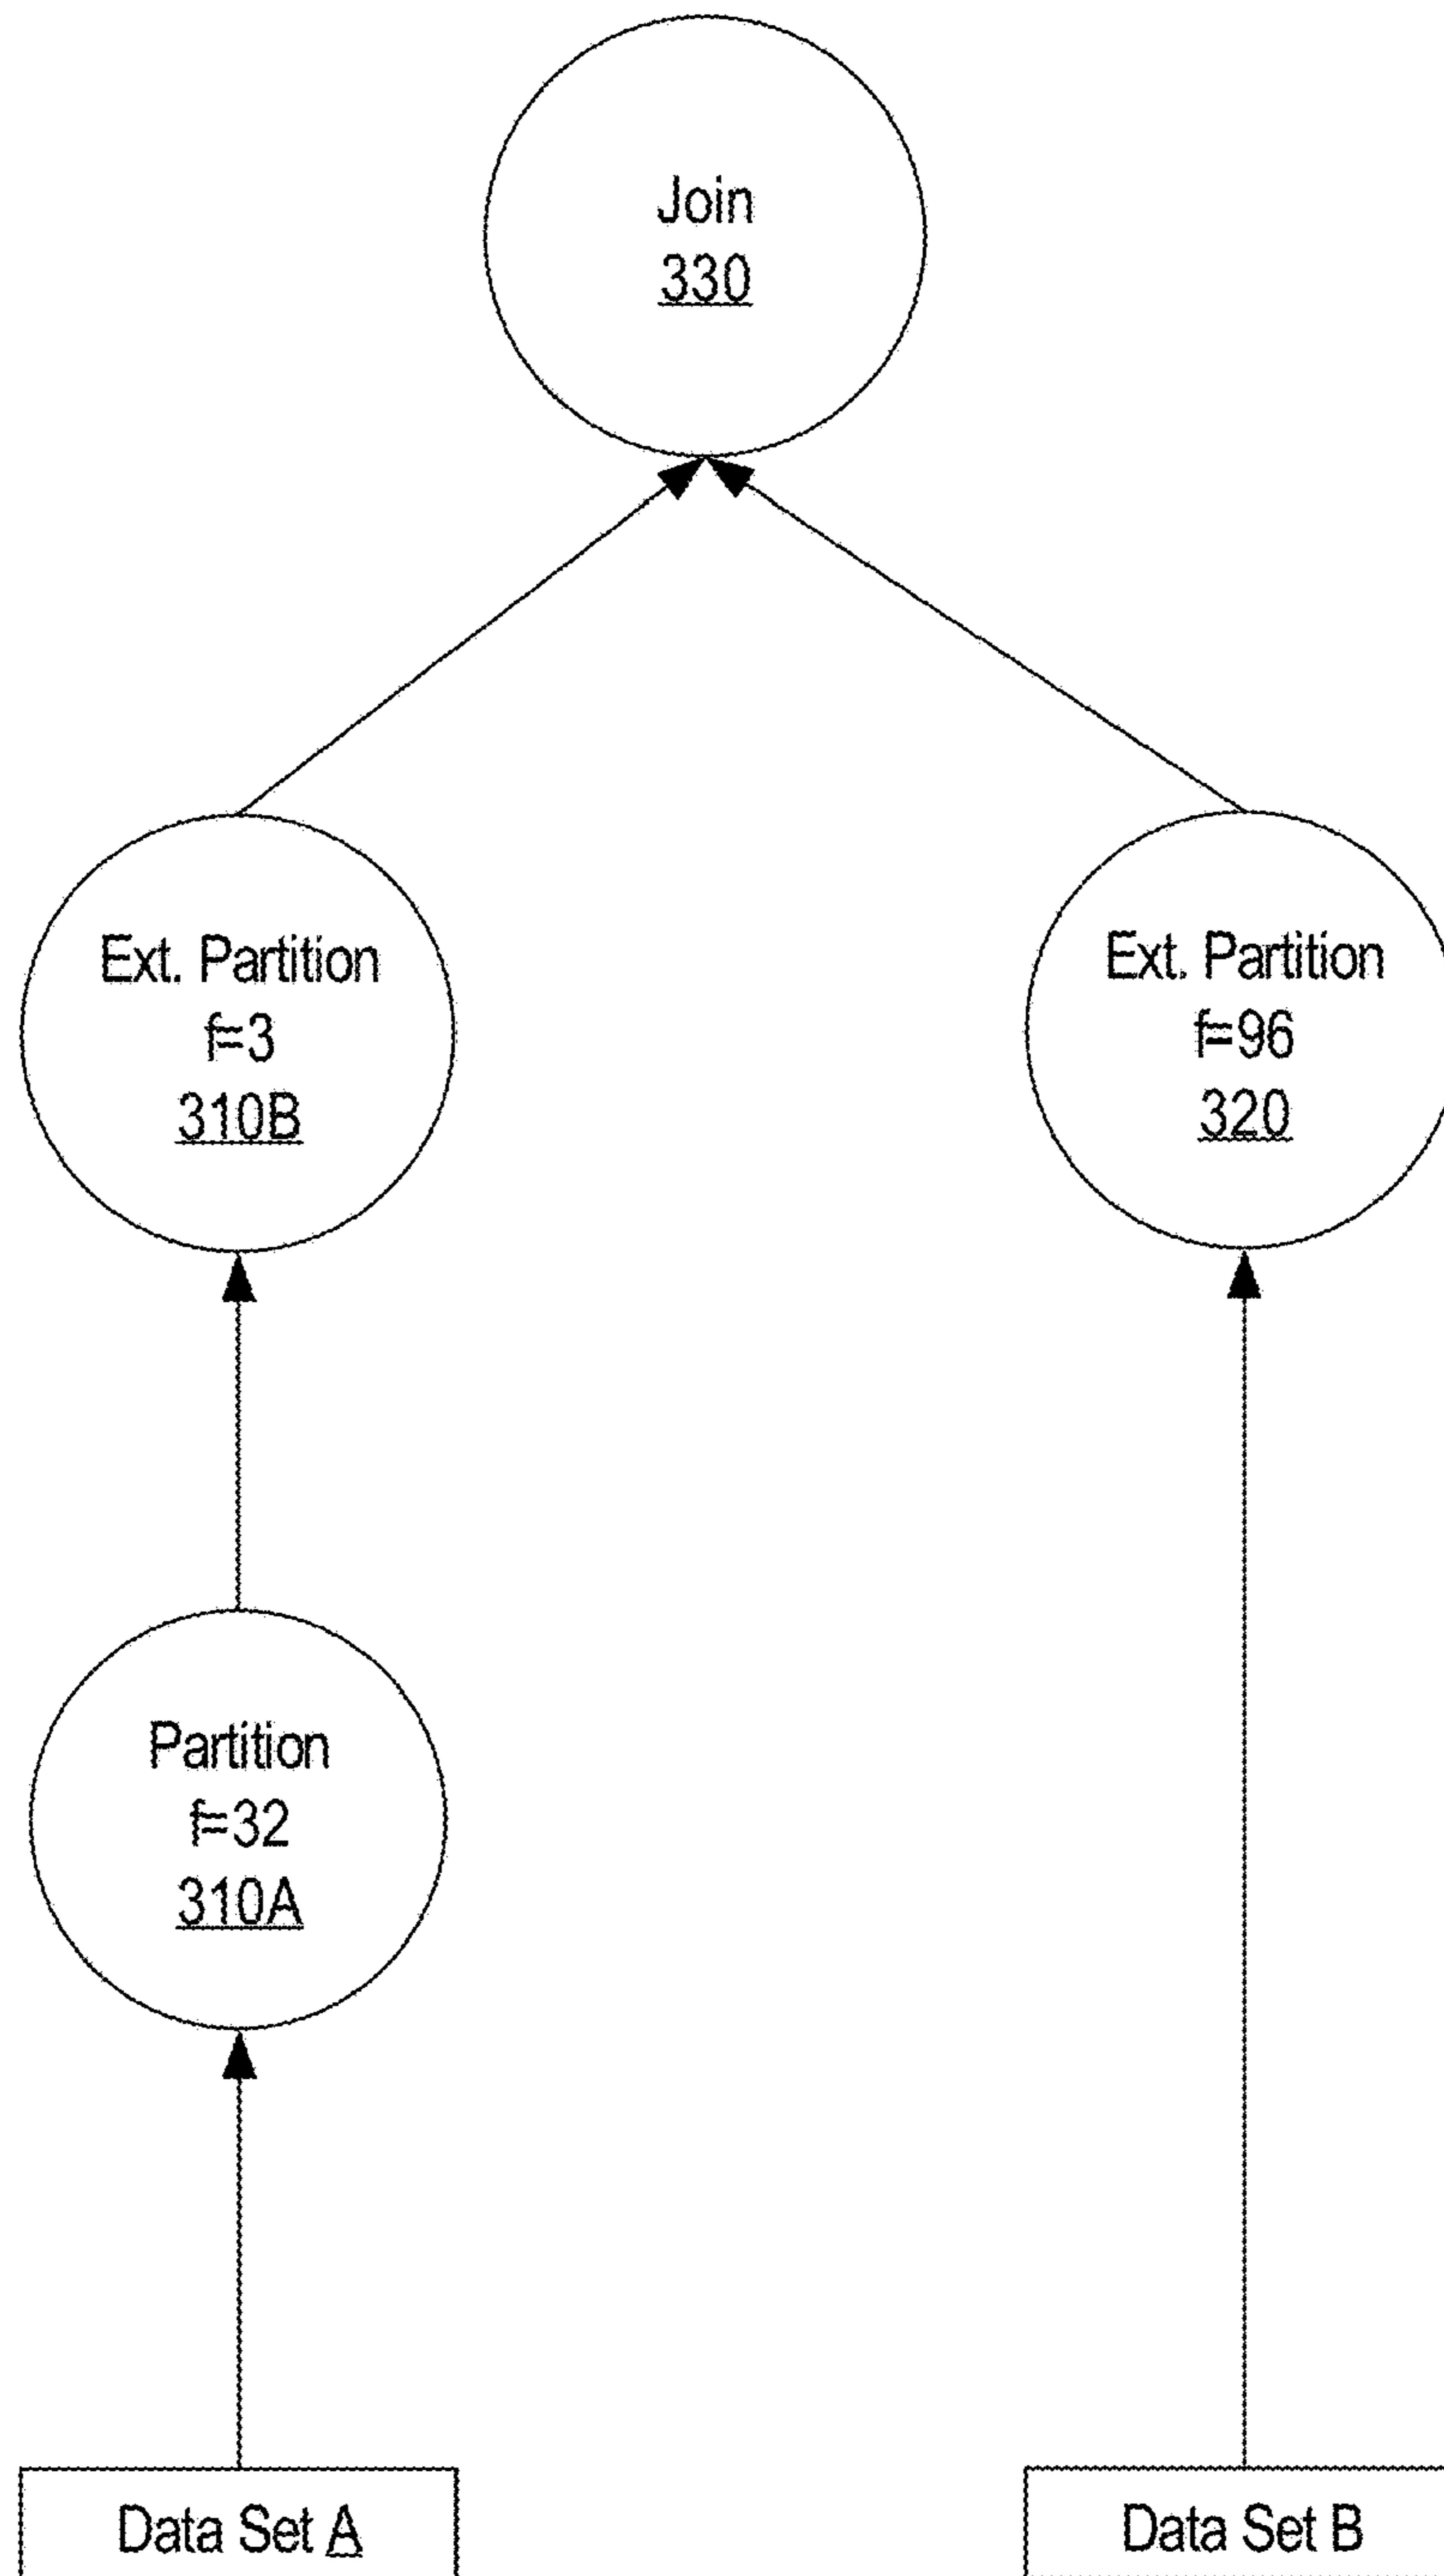 Join
330
Ext. Partition
f=3
310B
Ext. Partition
f=96
320
Partition
f=32
310A
Data Set A
Data Set B